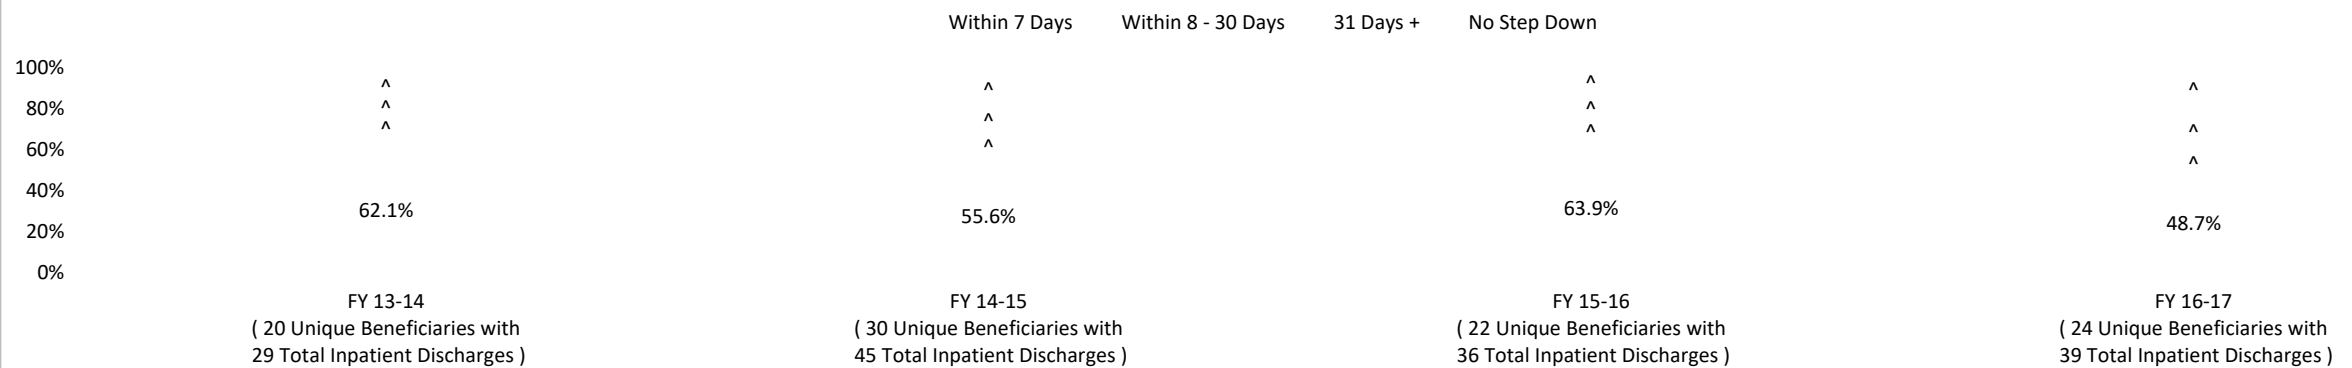 Within 7 Days Within 8 - 30 Days 31 Days + No Step Down
100%
80%
60%
40%
20%
0%
^ ^ ^ ^
^ ^ ^ ^
^ ^ ^ ^
62.1% 55.6% 63.9% 48.7%
FY 13-14 FY 14-15 FY 15-16 FY 16-17
( 20 Unique Beneficiaries with ( 30 Unique Beneficiaries with ( 22 Unique Beneficiaries with ( 24 Unique Beneficiaries with
29 Total Inpatient Discharges ) 45 Total Inpatient Discharges ) 36 Total Inpatient Discharges ) 39 Total Inpatient Discharges )